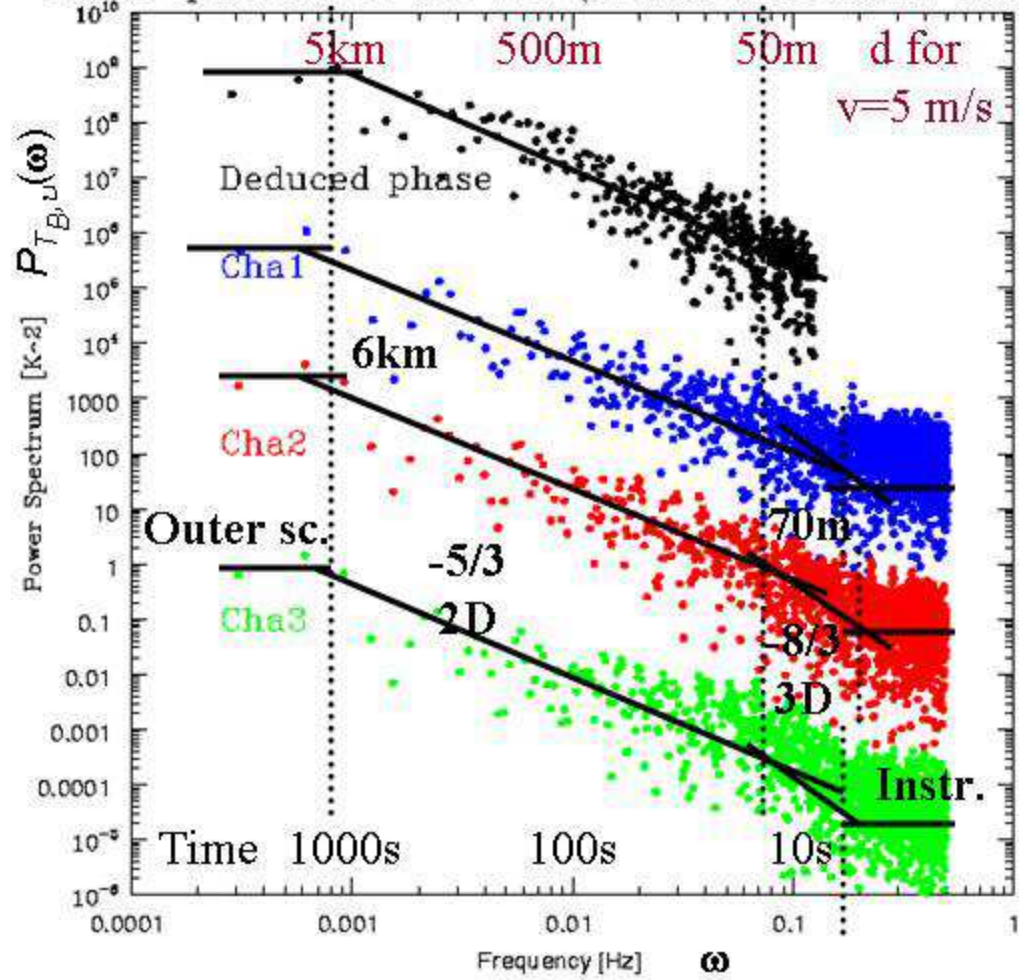 10¹⁰
10⁹
10⁸
10⁷
10⁶
10⁶
10⁵
1000
100
10
1
0.1
0.01
0.001
0.0001
10⁻⁵
10⁻⁶
Power Spectrum [K-2] P_{T_B,υ}(ω)
5km 500m 50m d for
v=5 m/s
Deduced phase
Cha1
6km
Cha2
Outer sc.
70m
-5/3
2D
Cha3
-8/3
3D
Instr.
Time 1000s 100s 10s
0.0001 0.001 0.01 0.1 1
Frequency [Hz] ω